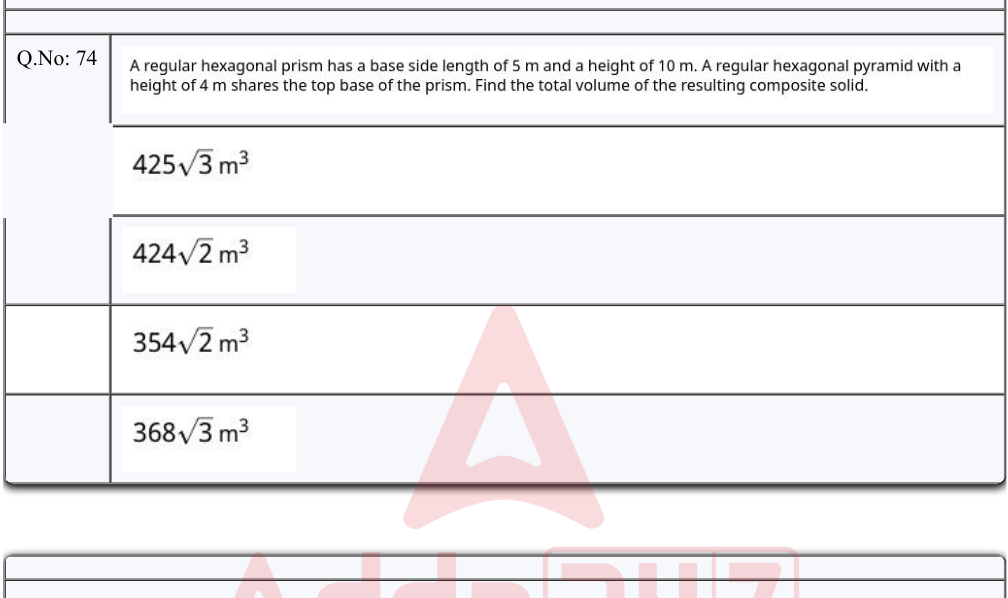 Q.No: 74
A regular hexagonal prism has a base side length of 5 m and a height of 10 m. A regular hexagonal pyramid with a
height of 4 m shares the top base of the prism. Find the total volume of the resulting composite solid.
425√3 m³
424√2 m³
354√2 m³
368√3 m³